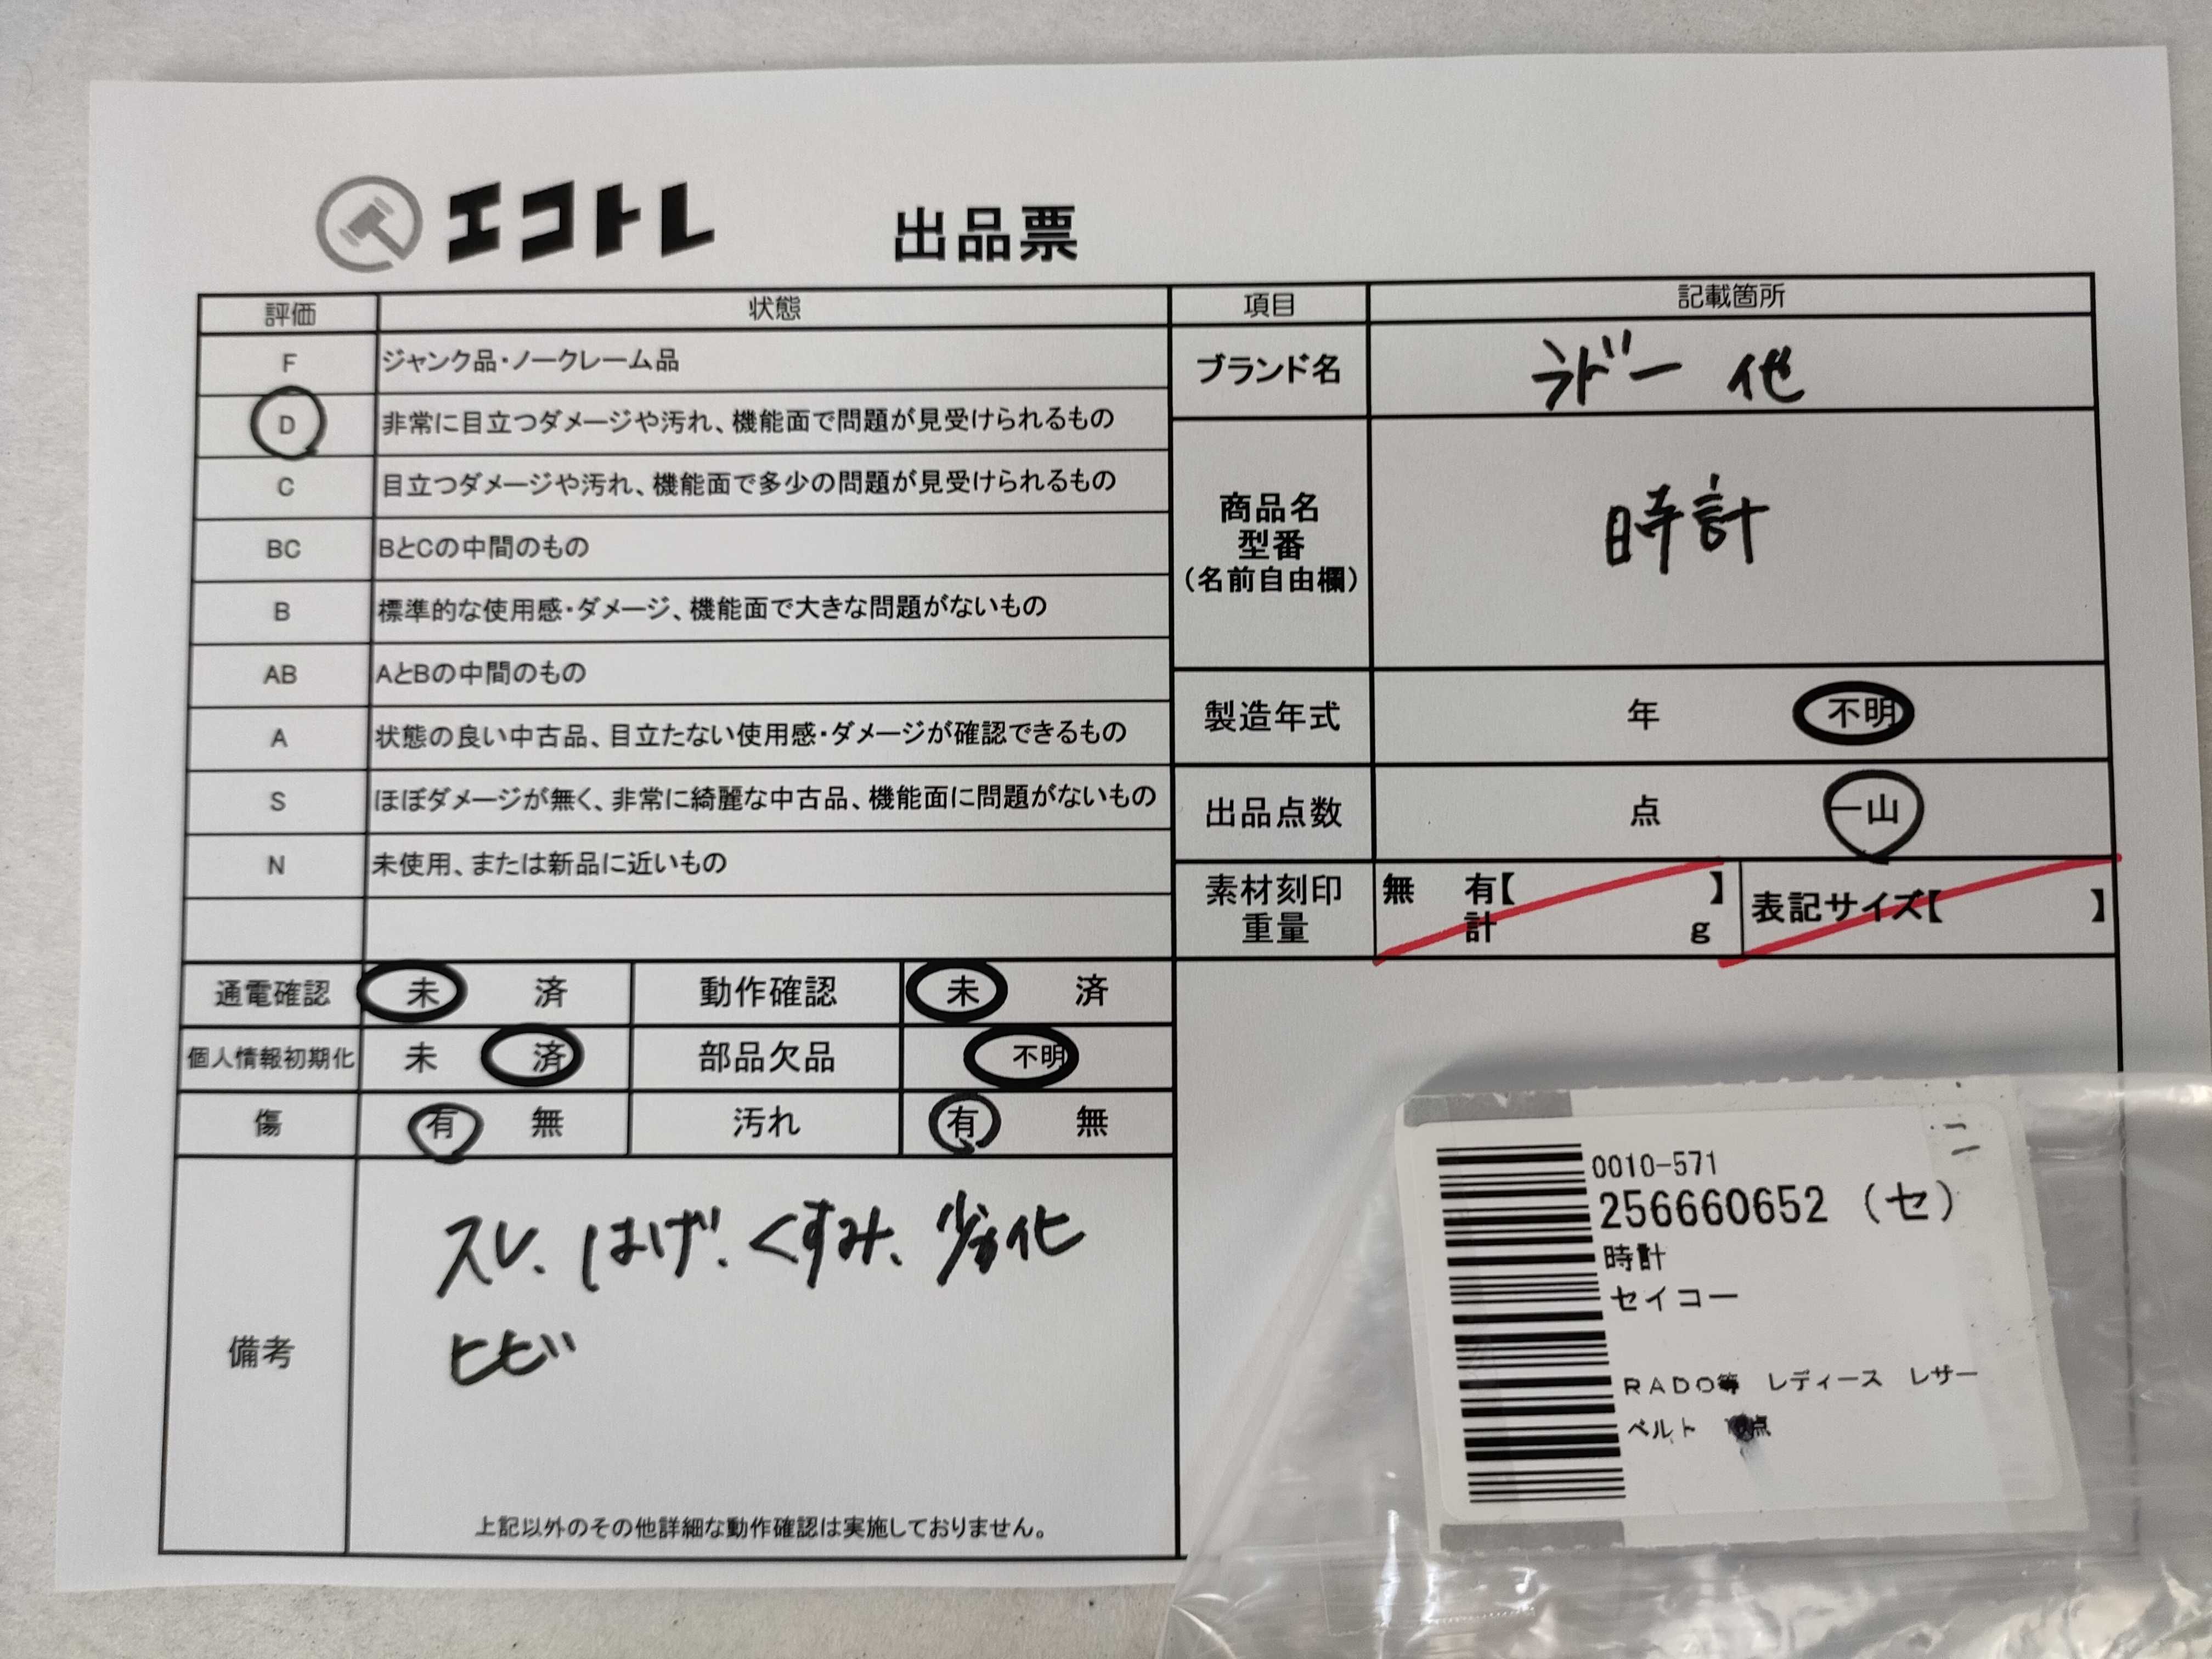 エコトレ 出品票
評価 状態 項目 記載箇所
F ジャンク品・ノークレーム品
ブランド名 ラドー 他
D 非常に目立つダメージや汚れ、機能面で問題が見受けられるもの
C 目立つダメージや汚れ、機能面で多少の問題が見受けられるもの
商品名
型番
(名前自由欄)
時計
BC BとCの中間のもの
B 標準的な使用感・ダメージ、機能面で大きな問題がないもの
AB AとBの中間のもの
製造年式 年 不明
A 状態の良い中古品、目立たない使用感・ダメージが確認できるもの
出品点数 点 一山
S ほぼダメージが無く、非常に綺麗な中古品、機能面に問題がないもの
N 未使用、または新品に近いもの
素材刻印 無 有【 】
重量 計 g
表記サイズ【 】
通電確認 未 済 動作確認 未 済
個人情報初期化 未 済 部品欠品 不明
傷 有 無 汚れ 有 無
備考
スレ、はげ、くすみ、劣化
ヒビ
上記以外のその他詳細な動作確認は実施しておりません。
0010-571
256660652 (セ)
時計
セイコー
RADO等 レディース レザー
ベルト 点